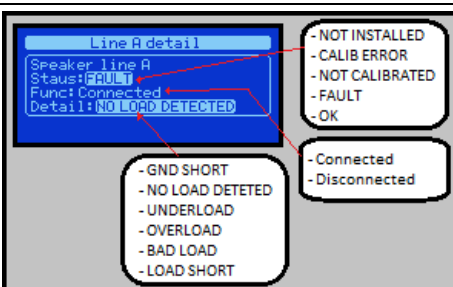 Line A detail
Speaker line A
Staus:FAULT
Func:Connected
Detail:NO LOAD DETECTED
- NOT INSTALLED
- CALIB ERROR
- NOT CALIBRATED
- FAULT
- OK
- Connected
- Disconnected
- GND SHORT
- NO LOAD DETETED
- UNDERLOAD
- OVERLOAD
- BAD LOAD
- LOAD SHORT